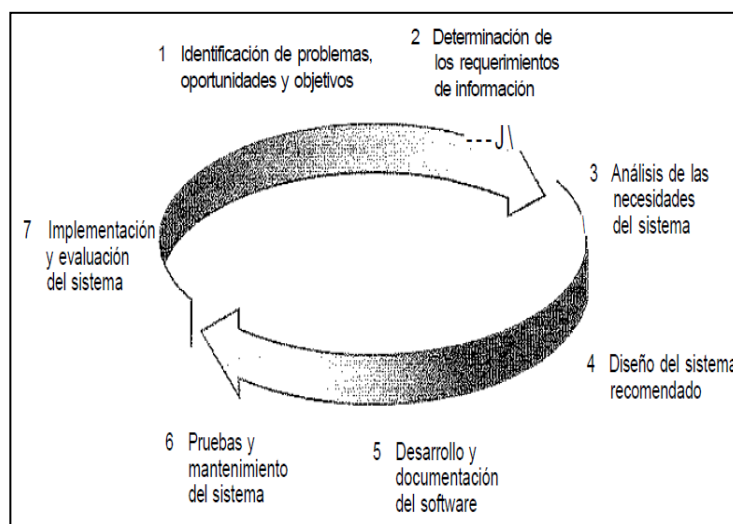 1 Identificación de problemas,
oportunidades y objetivos
2 Determinación de
los requerimientos
de información
3 Análisis de las
necesidades
del sistema
4 Diseño del sistema
recomendado
5 Desarrollo y
documentación
del software
6 Pruebas y
mantenimiento
del sistema
7 Implementación
y evaluación
del sistema